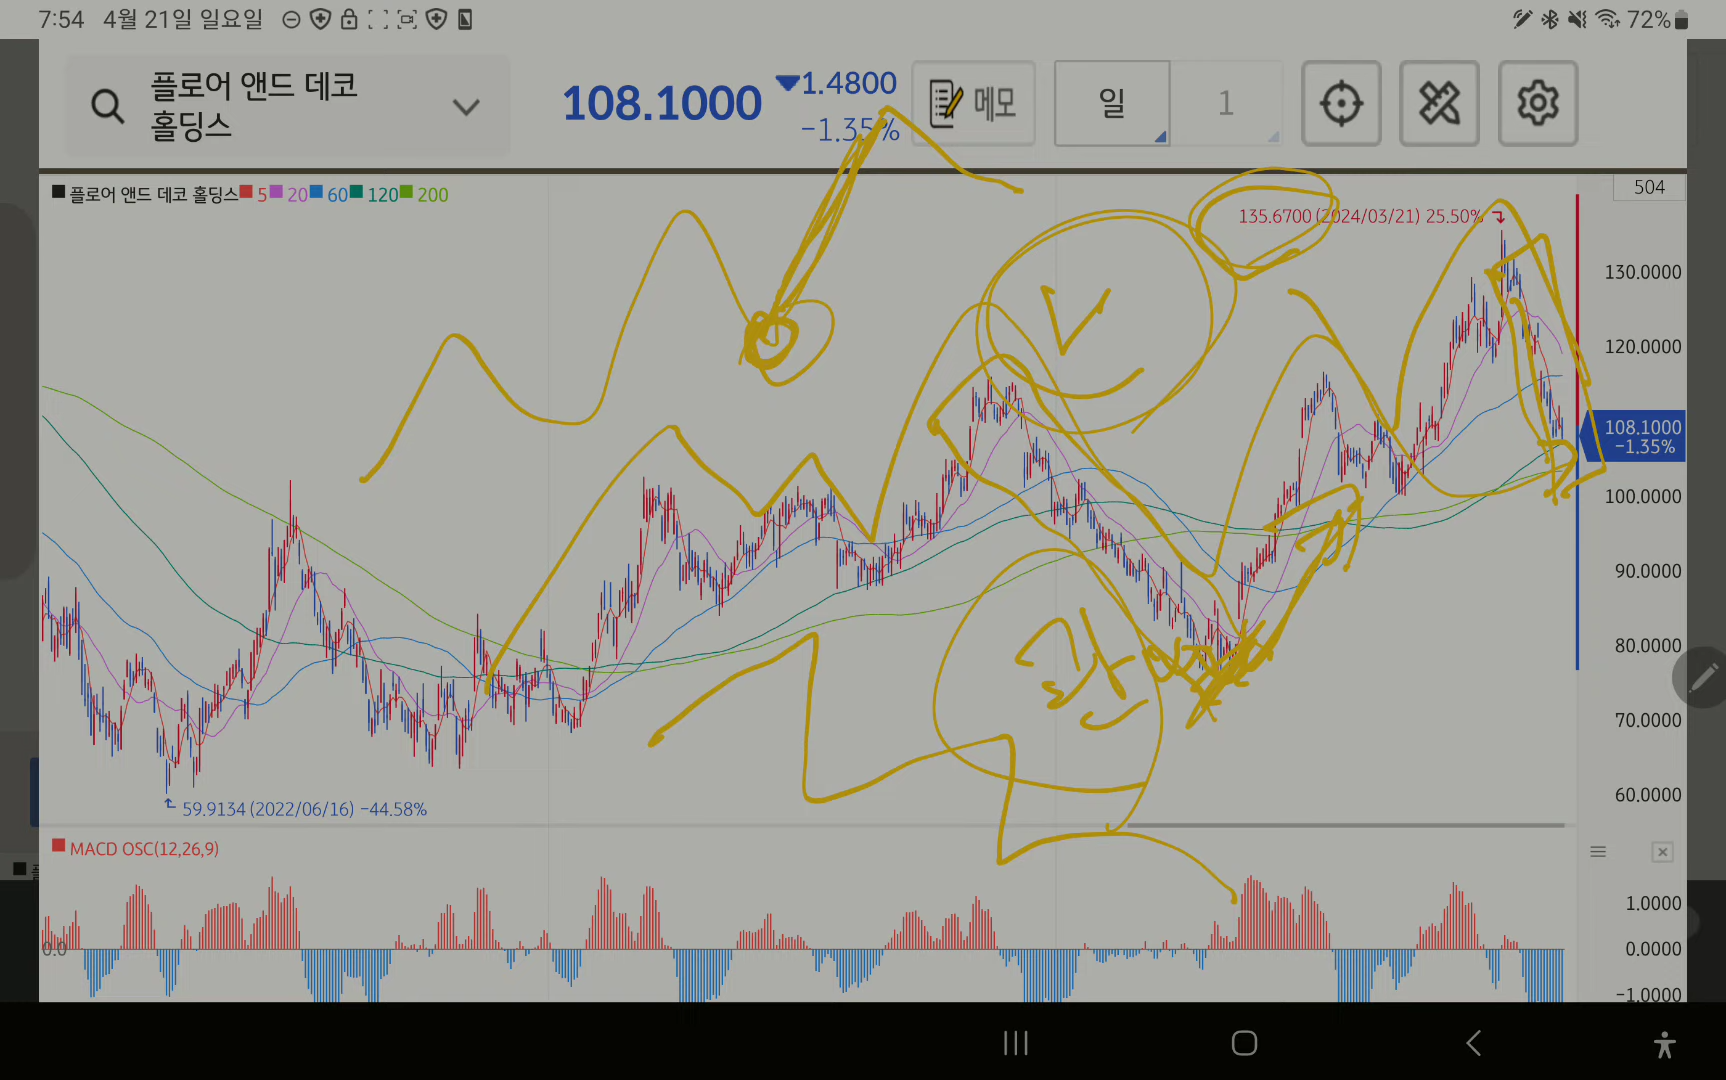 7:54 4월 21일 일요일
72%
플로어 앤드 데코
홀딩스
108.1000
▼1.4800
-1.35%
메모
일
1
플로어 앤드 데코 홀딩스 5 20 60 120 200
504
135.6700 (2024/03/21) 25.50%
130.0000
120.0000
108.1000
-1.35%
100.0000
90.0000
80.0000
70.0000
60.0000
59.9134 (2022/06/16) -44.58%
MACD OSC(12,26,9)
1.0000
0.0
0.0000
-1.0000